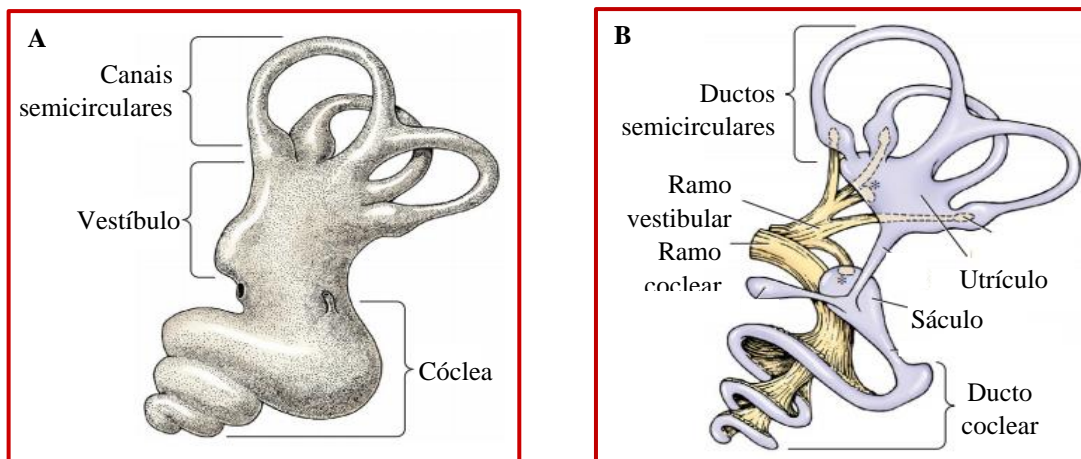 A
Canais
semicirculares
Vestíbulo
Cóclea
B
Ductos
semicirculares
Ramo
vestibular
Ramo
coclear
Utrículo
Sáculo
Ducto
coclear
*
*